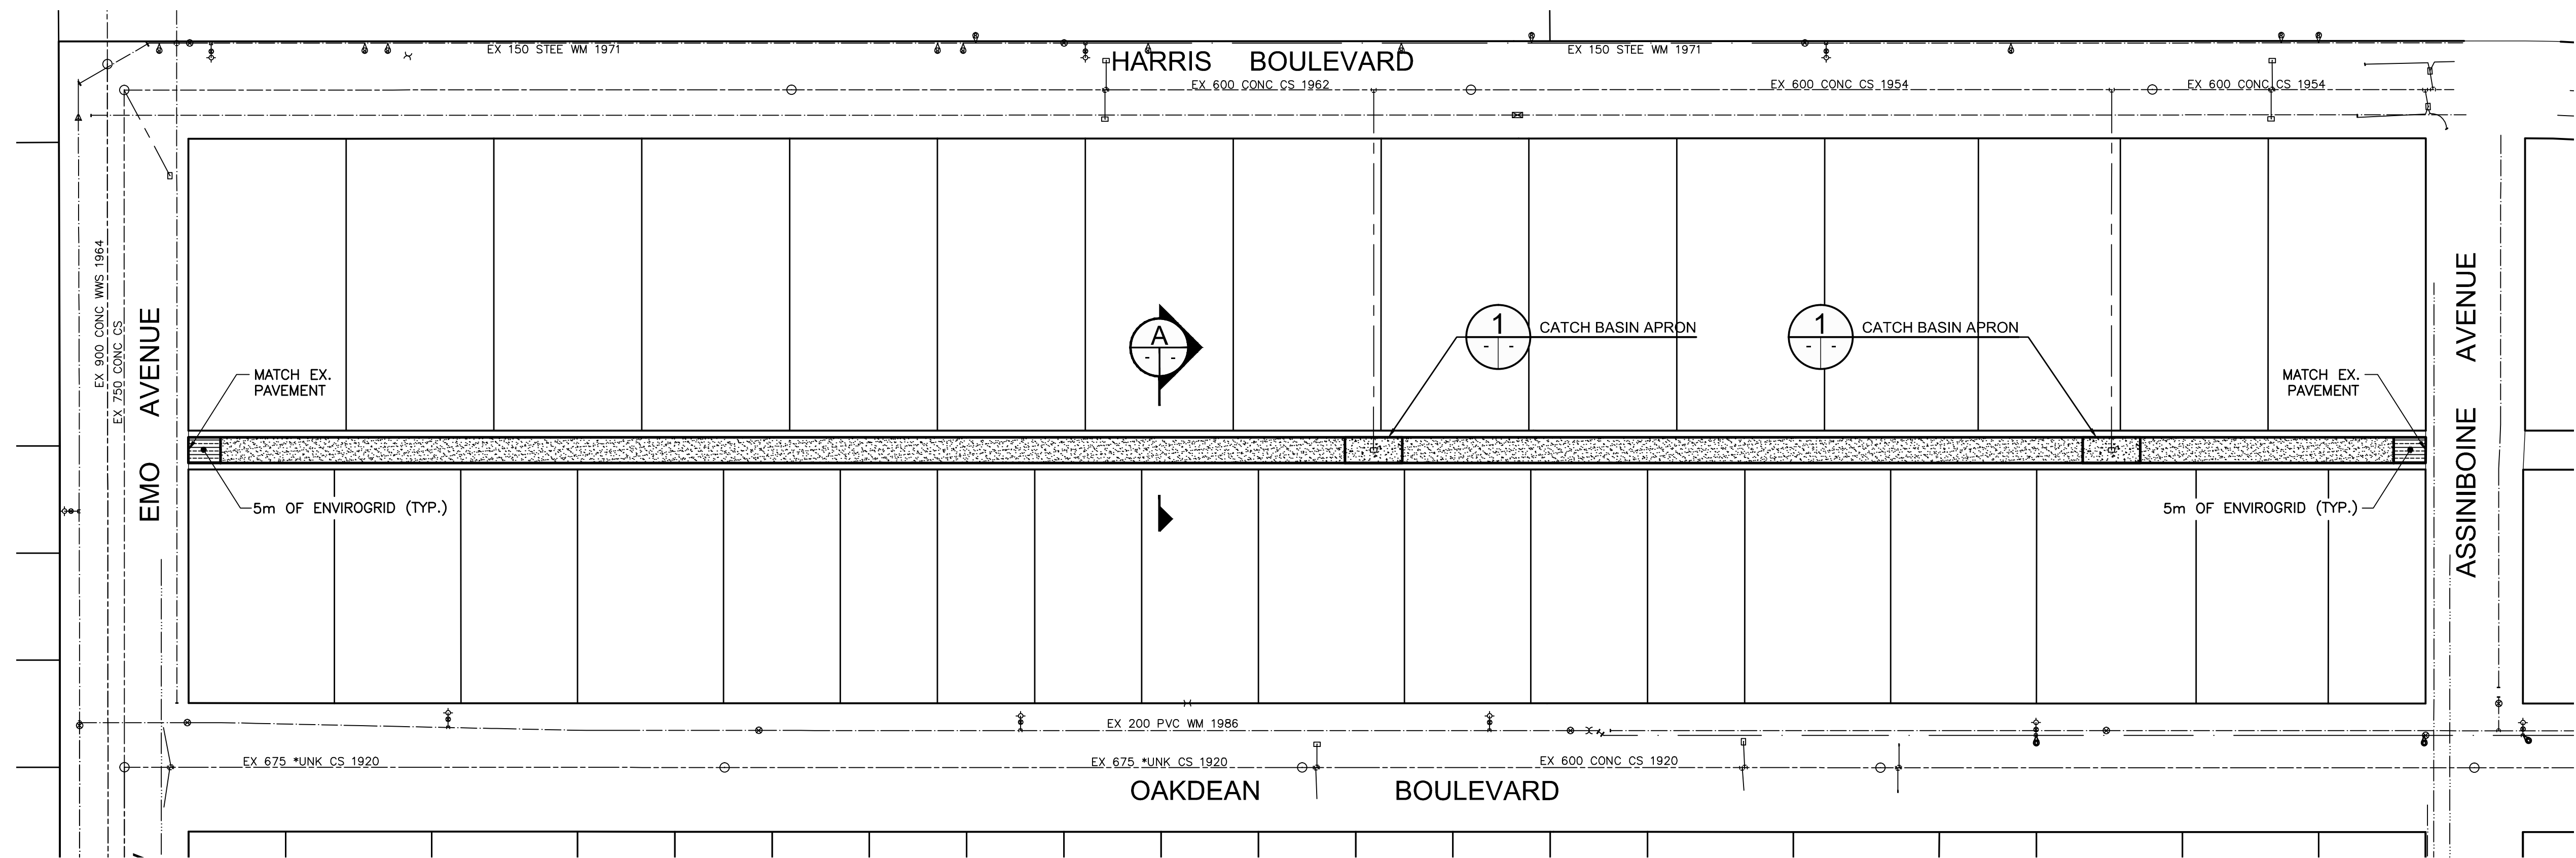 EX 150 STEE WM 1971
HARRIS BOULEVARD
EX 150 STEE WM 1971
EX 600 CONC CS 1962
EX 600 CONC CS 1954
EX 600 CONC CS 1954
EX 900 CONC WWS 1964
EX 750 CONC CS
EMO AVENUE
MATCH EX.
PAVEMENT
A
- -
1
- -
CATCH BASIN APRON
1
- -
CATCH BASIN APRON
MATCH EX.
PAVEMENT
ASSINIBOINE AVENUE
5m OF ENVIROGRID (TYP.)
5m OF ENVIROGRID (TYP.)
EX 200 PVC WM 1986
EX 675 *UNK CS 1920
EX 675 *UNK CS 1920
EX 600 CONC CS 1920
OAKDEAN BOULEVARD